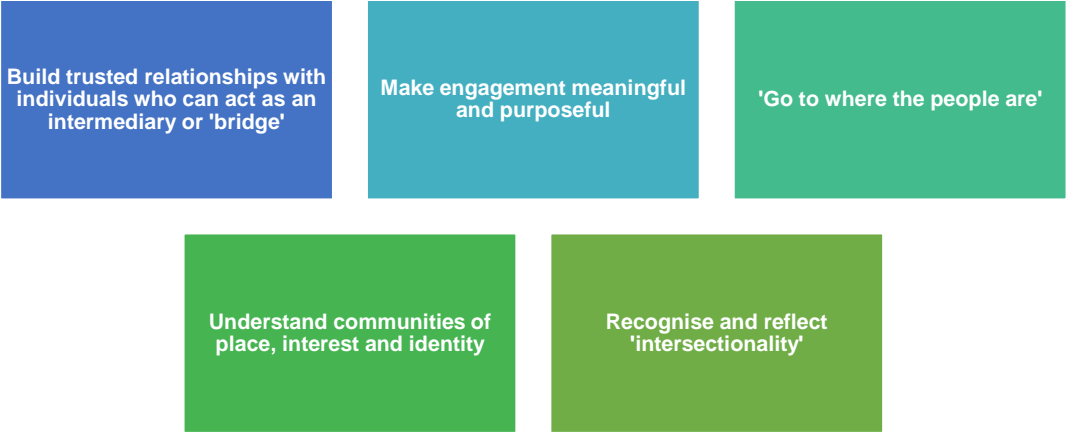 Build trusted relationships with
individuals who can act as an
intermediary or 'bridge'
Make engagement meaningful
and purposeful
'Go to where the people are'
Understand communities of
place, interest and identity
Recognise and reflect
'intersectionality'